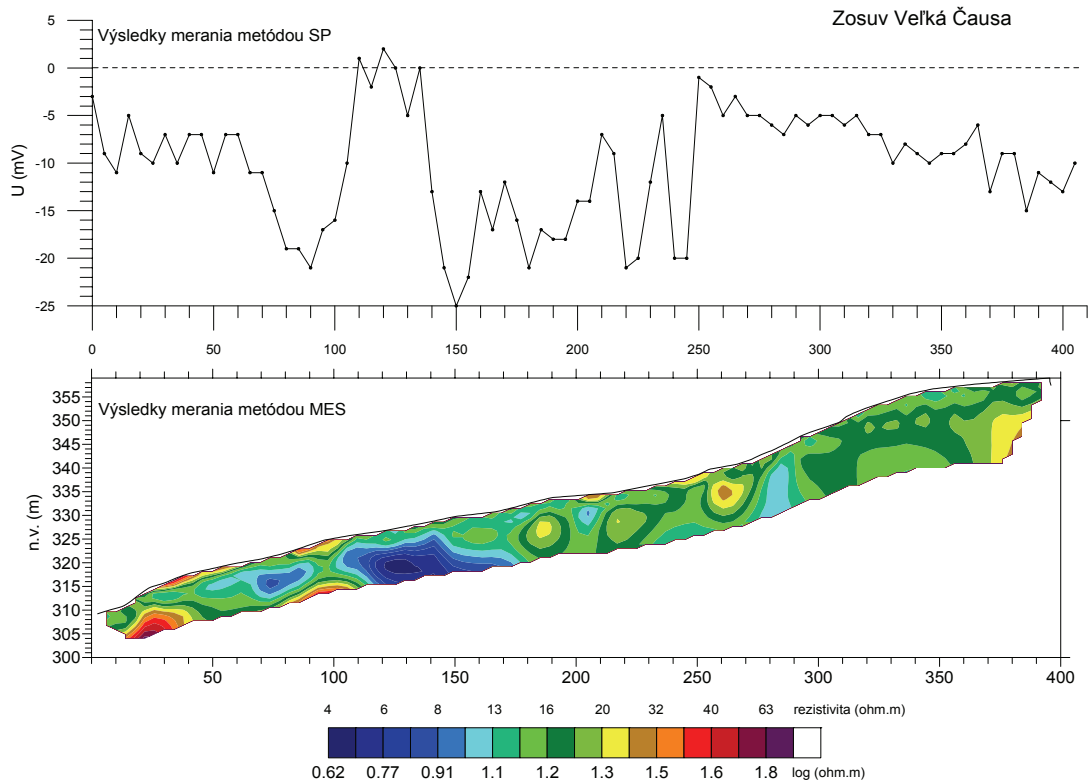 Zosuv Veľká Čausa
Výsledky merania metódou SP
5
0
-5
-10
-15
-20
-25
U (mV)
0 50 100 150 200 250 300 350 400
Výsledky merania metódou MES
355
350
345
340
335
330
325
320
315
310
305
300
n.v. (m)
50 100 150 200 250 300 350 400
4 6 8 13 16 20 32 40 63 rezistivita (ohm.m)
0.62 0.77 0.91 1.1 1.2 1.3 1.5 1.6 1.8 log (ohm.m)